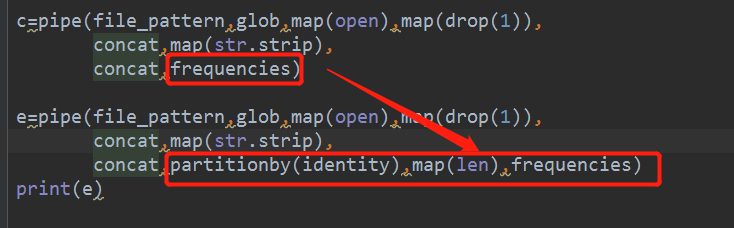 c=pipe(file_pattern,glob,map(open),map(drop(1)),
concat,map(str.strip),
concat,frequencies)
e=pipe(file_pattern,glob,map(open),map(drop(1)),
concat,map(str.strip),
concat,partitionby(identity),map(len),frequencies)
print(e)